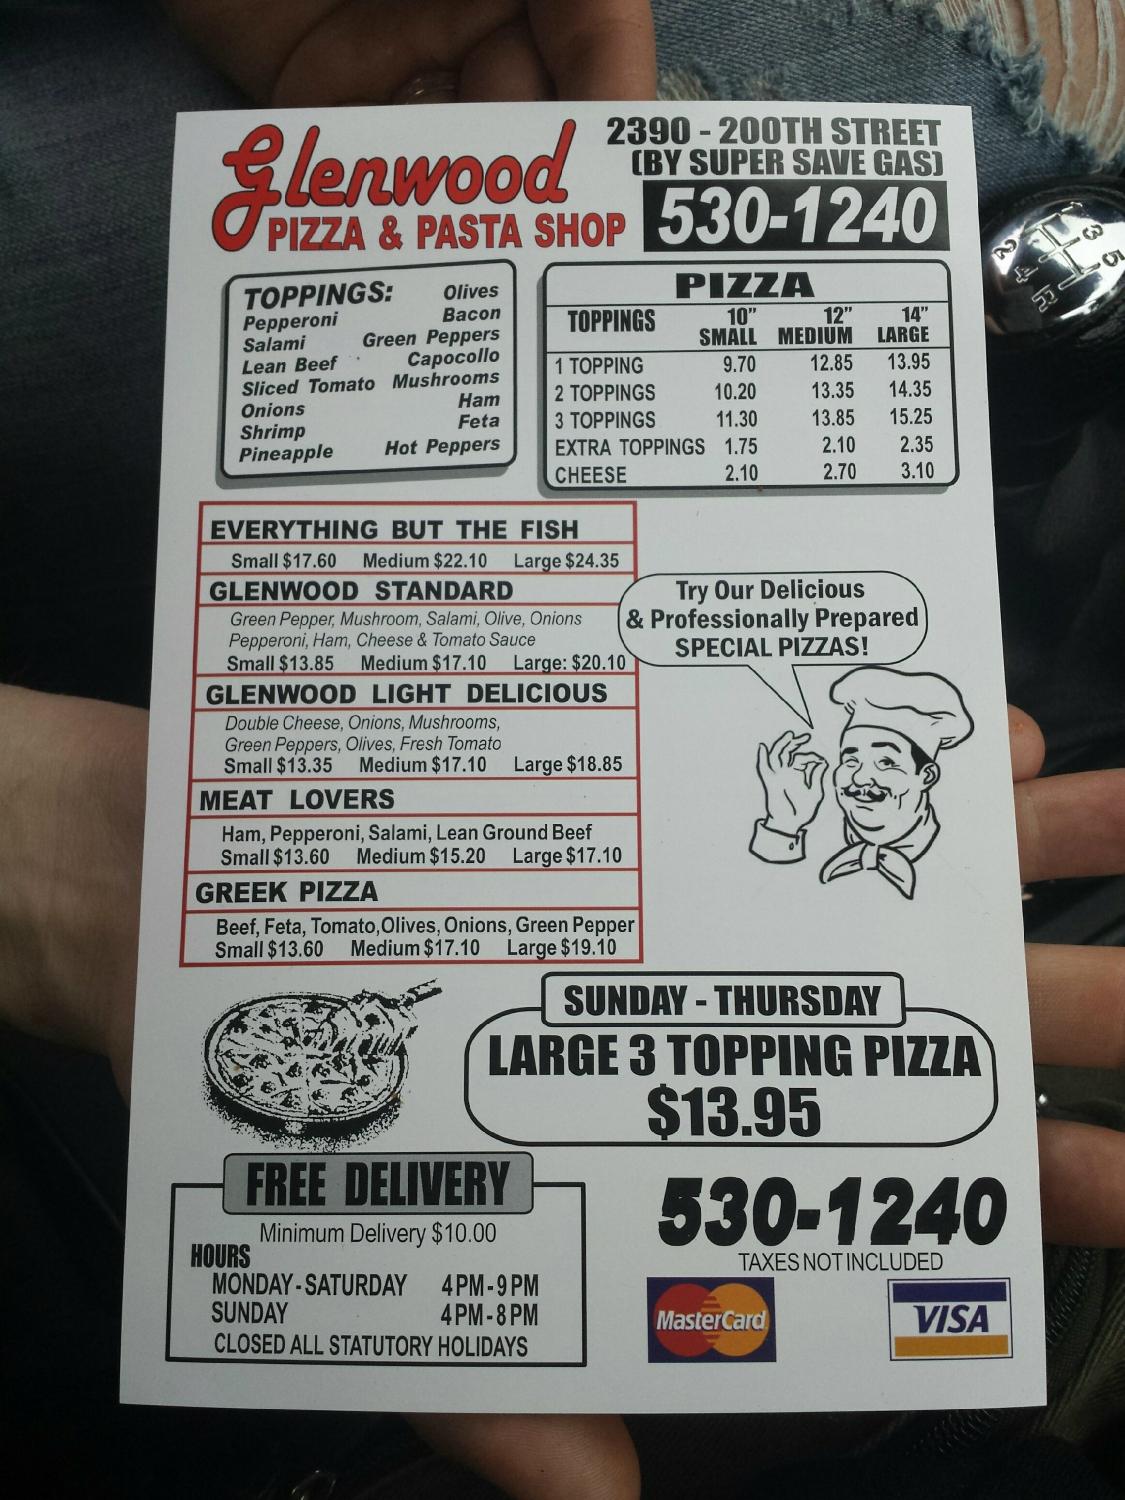 Glenwood
PIZZA & PASTA SHOP
2390 - 200TH STREET
(BY SUPER SAVE GAS)
530-1240
TOPPINGS:
Pepperoni
Salami
Lean Beef
Sliced Tomato
Onions
Shrimp
Pineapple
Olives
Bacon
Green Peppers
Capocollo
Mushrooms
Ham
Feta
Hot Peppers
PIZZA
TOPPINGS 10" SMALL 12" MEDIUM 14" LARGE
1 TOPPING 9.70 12.85 13.95
2 TOPPINGS 10.20 13.35 14.35
3 TOPPINGS 11.30 13.85 15.25
EXTRA TOPPINGS 1.75 2.10 2.35
CHEESE 2.10 2.70 3.10
EVERYTHING BUT THE FISH
Small $17.60 Medium $22.10 Large $24.35
GLENWOOD STANDARD
Green Pepper, Mushroom, Salami, Olive, Onions
Pepperoni, Ham, Cheese & Tomato Sauce
Small $13.85 Medium $17.10 Large: $20.10
GLENWOOD LIGHT DELICIOUS
Double Cheese, Onions, Mushrooms,
Green Peppers, Olives, Fresh Tomato
Small $13.35 Medium $17.10 Large $18.85
MEAT LOVERS
Ham, Pepperoni, Salami, Lean Ground Beef
Small $13.60 Medium $15.20 Large $17.10
GREEK PIZZA
Beef, Feta, Tomato, Olives, Onions, Green Pepper
Small $13.60 Medium $17.10 Large $19.10
Try Our Delicious
& Professionally Prepared
SPECIAL PIZZAS!
SUNDAY - THURSDAY
LARGE 3 TOPPING PIZZA
$13.95
FREE DELIVERY
Minimum Delivery $10.00
HOURS
MONDAY - SATURDAY 4 PM - 9 PM
SUNDAY 4 PM - 8 PM
CLOSED ALL STATUTORY HOLIDAYS
530-1240
TAXES NOT INCLUDED
MasterCard
VISA
2 4 R 3 5